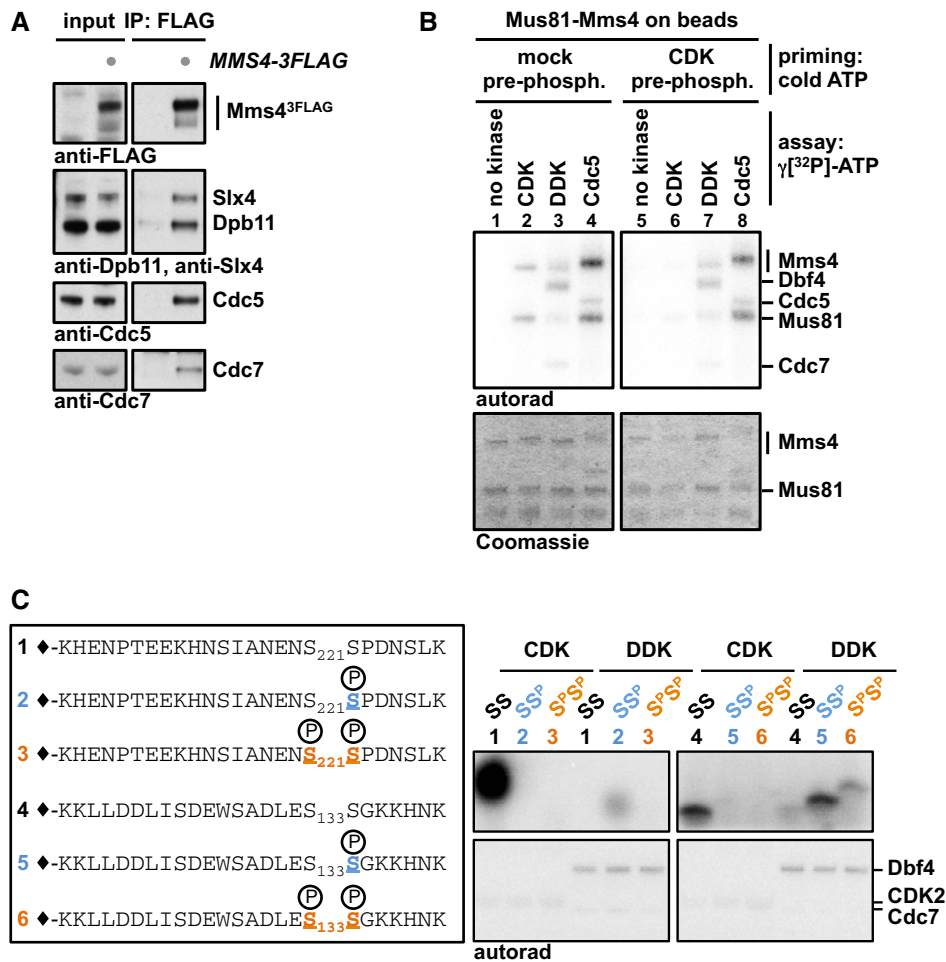 A
input IP: FLAG
MMS4-3FLAG
Mms43FLAG
anti-FLAG
Slx4
Dpb11
anti-Dpb11, anti-Slx4
Cdc5
anti-Cdc5
Cdc7
anti-Cdc7
B
Mus81-Mms4 on beads
mock pre-phosph.
CDK pre-phosph.
priming: cold ATP
no kinase CDK DDK Cdc5 no kinase CDK DDK Cdc5
assay: γ[32P]-ATP
1 2 3 4 5 6 7 8
Mms4
Dbf4
Cdc5
Mus81
Cdc7
autorad
Mms4
Mus81
Coomassie
C
1 ♦-KHENPTEEKHNSIANENS221SPDNSLK
P
2 ♦-KHENPTEEKHNSIANENS221SPDNSLK
P P
3 ♦-KHENPTEEKHNSIANENS221SPDNSLK
4 ♦-KKLLDDLISDEWSADLES133SGKKHNK
P
5 ♦-KKLLDDLISDEWSADLES133SGKKHNK
P P
6 ♦-KKLLDDLISDEWSADLES133SGKKHNK
CDK DDK CDK DDK
SS SSP SPSP SS SSP SPSP SS SSP SPSP SS SSP SPSP
1 2 3 1 2 3 4 5 6 4 5 6
Dbf4
CDK2
Cdc7
autorad